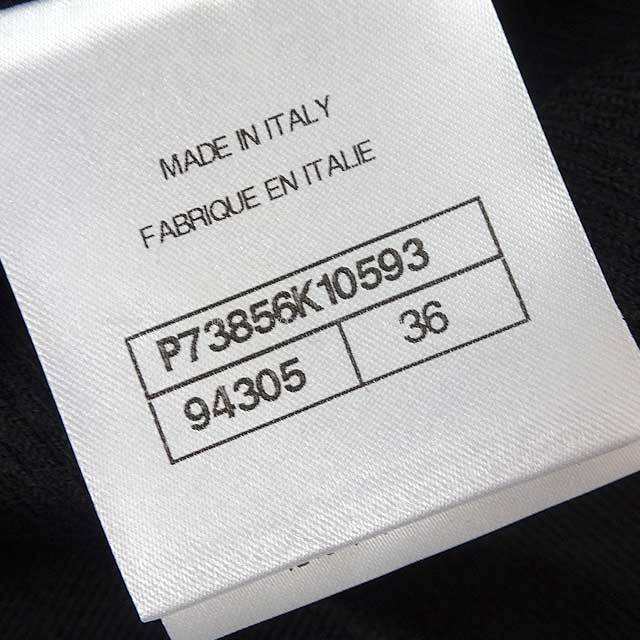 MADE IN ITALY
FABRIQUE EN ITALIE
P73856K10593
94305 36